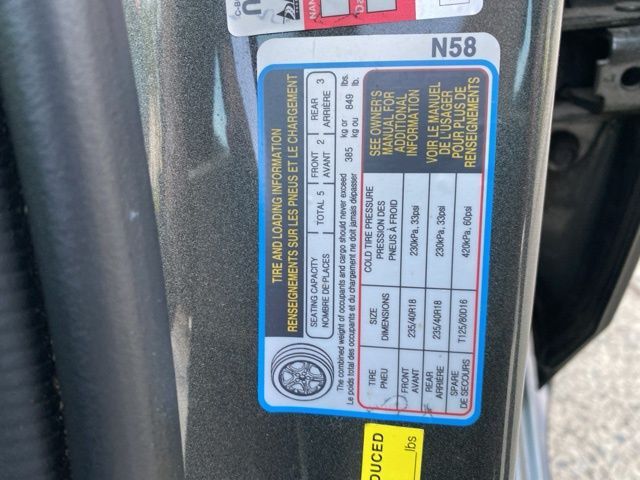 N58
TIRE AND LOADING INFORMATION
RENSEIGNEMENTS SUR LES PNEUS ET LE CHARGEMENT
SEATING CAPACITY
NOMBRE DE PLACES
TOTAL 5
FRONT
AVANT 2
REAR
ARRIÈRE 3
The combined weight of occupants and cargo should never exceed
Le poids total des occupants et du chargement ne doit jamais dépasser
385 kg or kg ou 849 lbs. lb.
TIRE
PNEU
SIZE
DIMENSIONS
COLD TIRE PRESSURE
PRESSION DES
PNEUS À FROID
FRONT
AVANT
235/40R18
230kPa, 33psi
REAR
ARRIÈRE
235/40R18
230kPa, 33psi
SPARE
DE SECOURS
T125/80D16
420kPa, 60psi
SEE OWNER'S
MANUAL FOR
ADDITIONAL
INFORMATION
VOIR LE MANUEL
DE L'USAGER
POUR PLUS DE
RENSEIGNEMENTS
DUCED
lbs